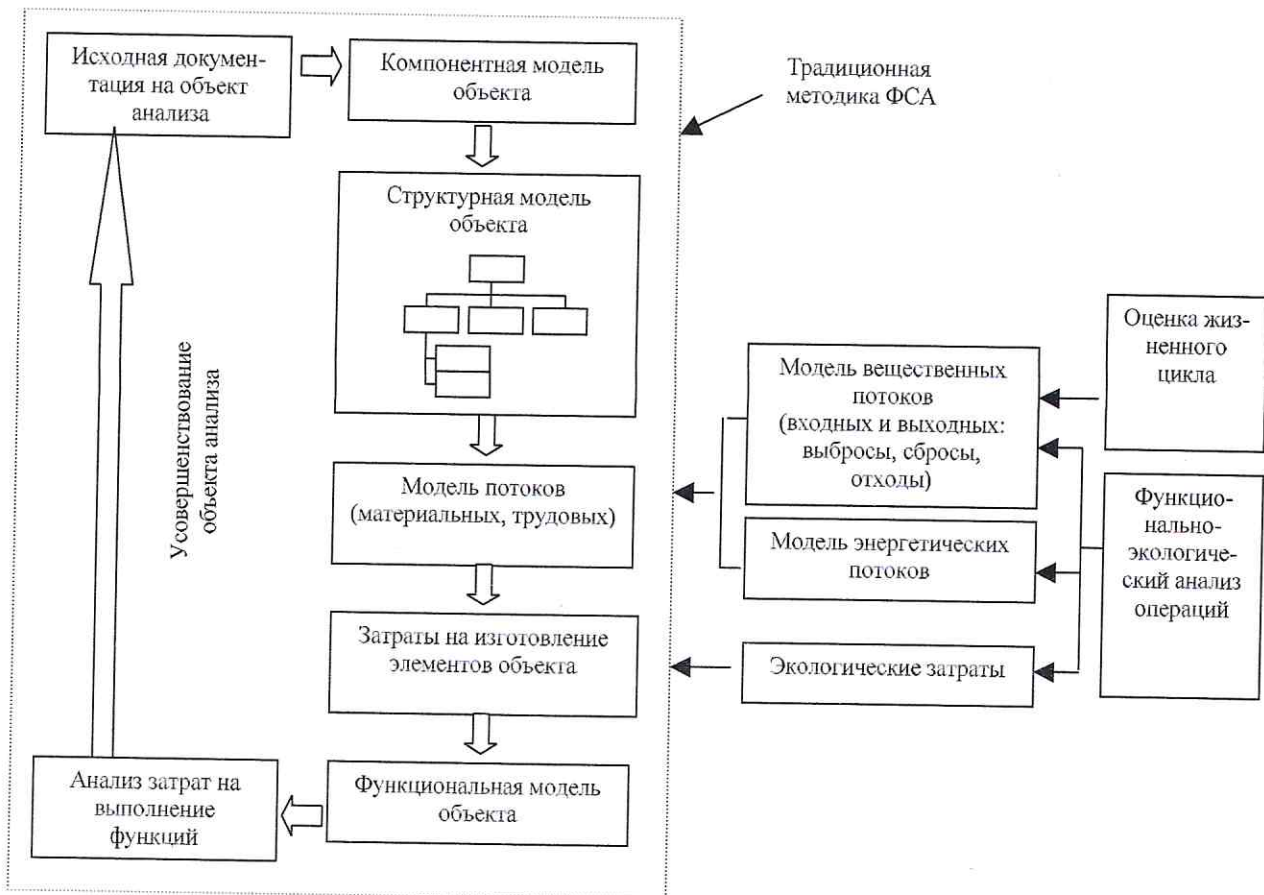 Исходная докумен-
тация на объект
анализа
Компонентная модель
объекта
Традиционная
методика ФСА
Структурная модель
объекта
Усовершенствование
объекта анализа
Модель потоков
(материальных, трудовых)
Затраты на изготовление
элементов объекта
Функциональная модель
объекта
Анализ затрат на
выполнение
функций
Модель вещественных
потоков
(входных и выходных:
выбросы, сбросы,
отходы)
Модель энергетических
потоков
Экологические затраты
Оценка жиз-
ненного
цикла
Функцио-
нально-
экологиче-
ский анализ
операций